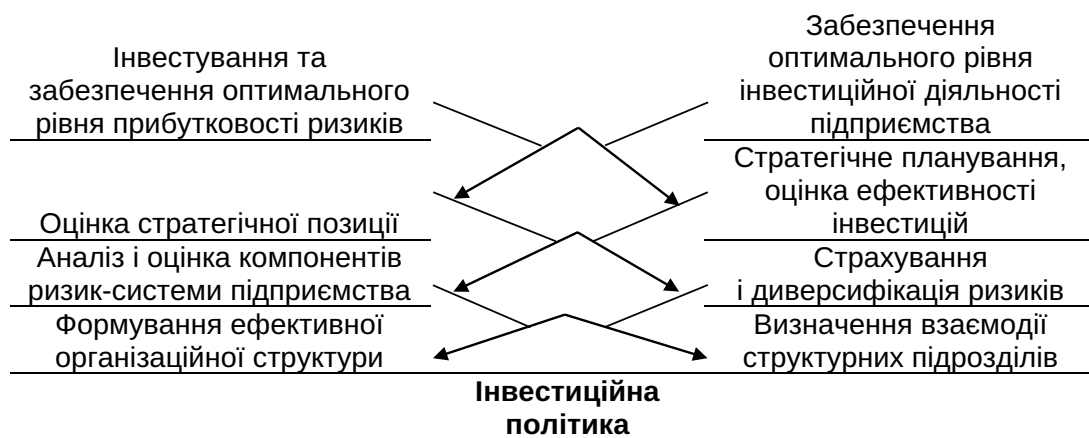 Інвестування та
забезпечення оптимального
рівня прибутковості ризиків
Забезпечення
оптимального рівня
інвестиційної діяльності
підприємства
Оцінка стратегічної позиції
Стратегічне планування,
оцінка ефективності
інвестицій
Аналіз і оцінка компонентів
ризик-системи підприємства
Страхування
і диверсифікація ризиків
Формування ефективної
організаційної структури
Визначення взаємодії
структурних підрозділів
Інвестиційна
політика